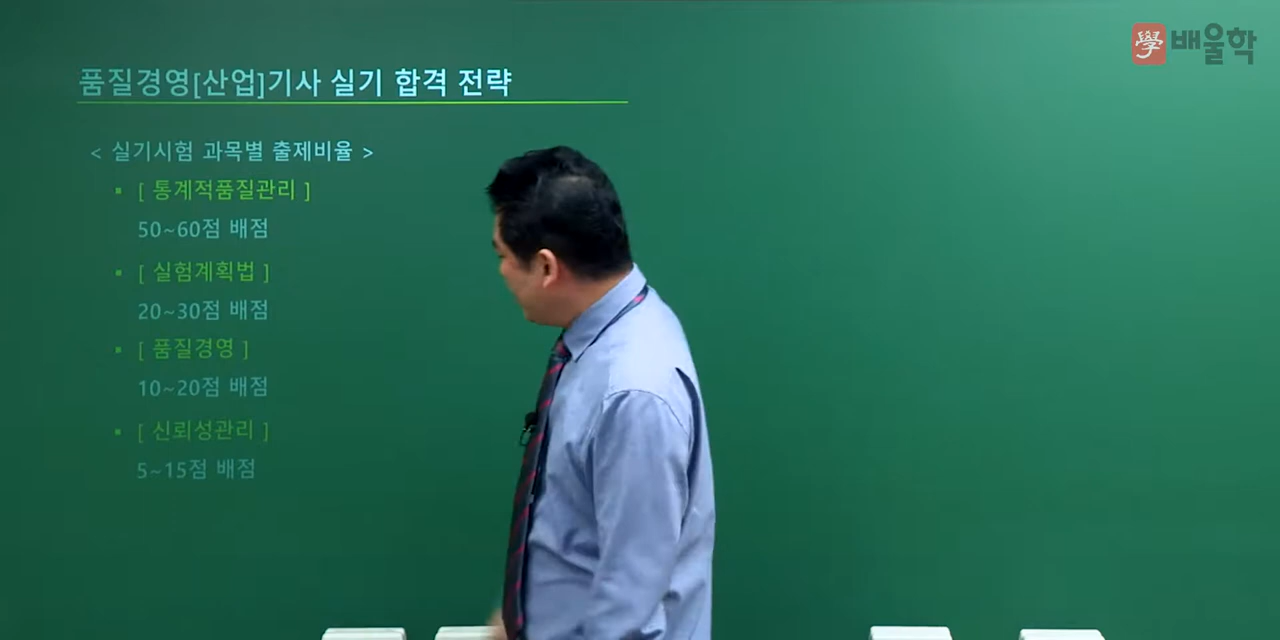 學 배울학
품질경영[산업]기사 실기 합격 전략
< 실기시험 과목별 출제비율 >
▪ [ 통계적품질관리 ]
50~60점 배점
▪ [ 실험계획법 ]
20~30점 배점
▪ [ 품질경영 ]
10~20점 배점
▪ [ 신뢰성관리 ]
5~15점 배점